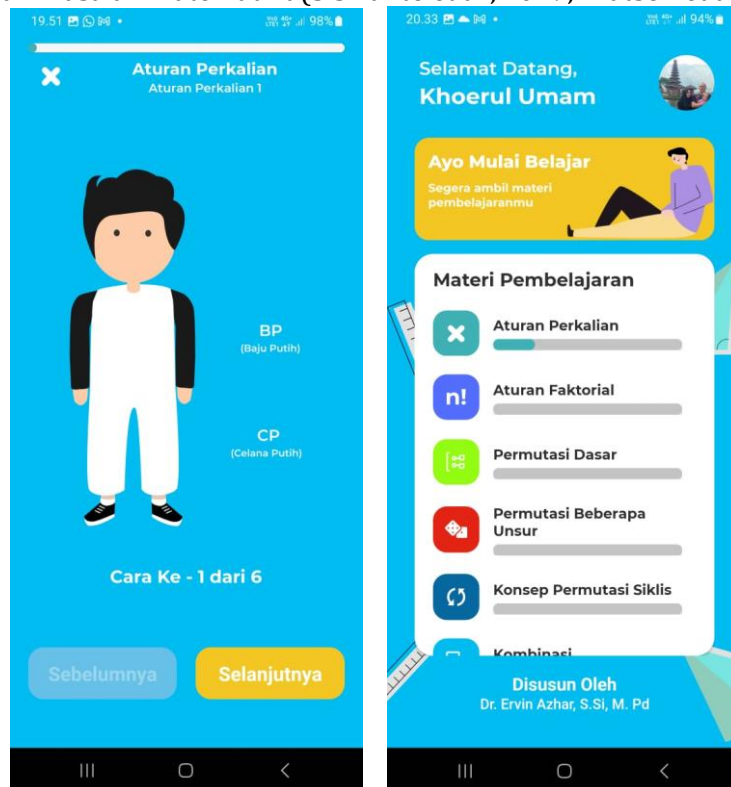 19.51
98%
Aturan Perkalian
Aturan Perkalian 1
BP
(Baju Putih)
CP
(Celana Putih)
Cara Ke - 1 dari 6
Sebelumnya
Selanjutnya
20.33
94%
Selamat Datang,
Khoerul Umam
Ayo Mulai Belajar
Segera ambil materi
pembelajaranmu
Materi Pembelajaran
Aturan Perkalian
n!
Aturan Faktorial
Permutasi Dasar
Permutasi Beberapa
Unsur
Konsep Permutasi Siklis
Kombinasi
Disusun Oleh
Dr. Ervin Azhar, S.Si, M. Pd